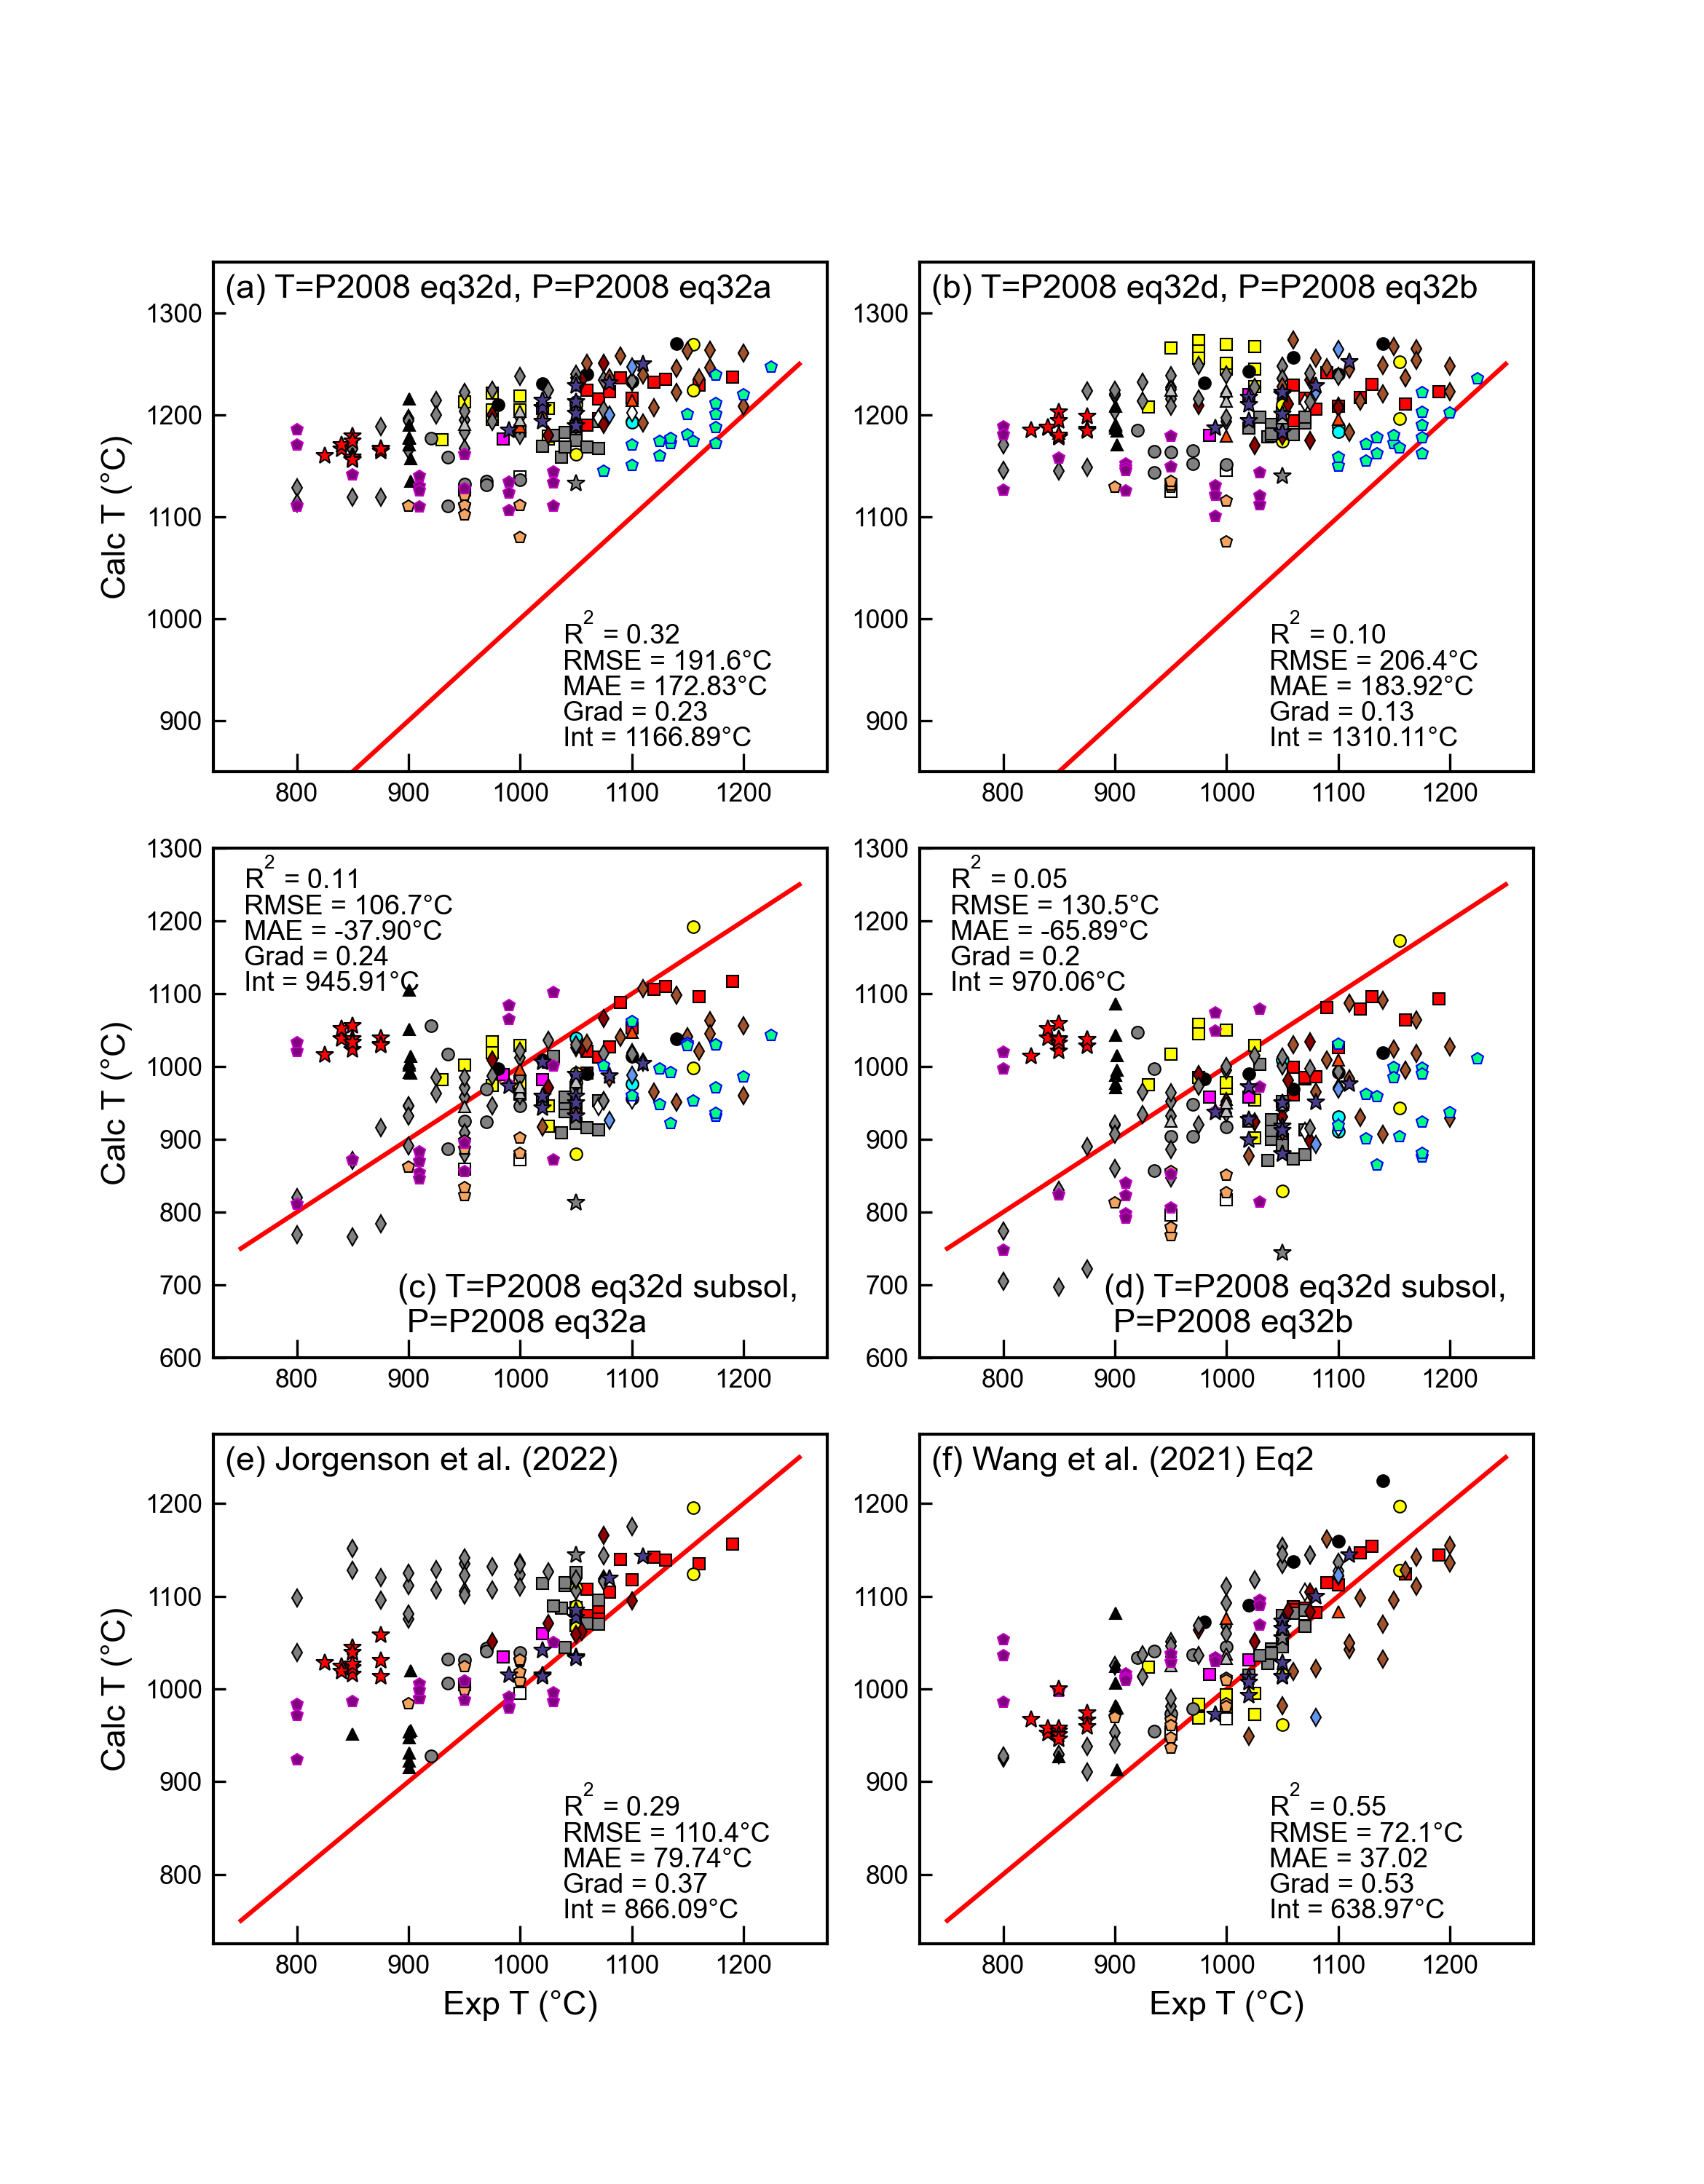 (a) T=P2008 eq32d, P=P2008 eq32a
1300
1200
1100
1000
900
Calc T (°C)
R² = 0.32
RMSE = 191.6°C
MAE = 172.83°C
Grad = 0.23
Int = 1166.89°C
800 900 1000 1100 1200
(b) T=P2008 eq32d, P=P2008 eq32b
1300
1200
1100
1000
900
R² = 0.10
RMSE = 206.4°C
MAE = 183.92°C
Grad = 0.13
Int = 1310.11°C
800 900 1000 1100 1200
1300
1200
1100
1000
900
800
700
600
Calc T (°C)
R² = 0.11
RMSE = 106.7°C
MAE = -37.90°C
Grad = 0.24
Int = 945.91°C
(c) T=P2008 eq32d subsol,
P=P2008 eq32a
800 900 1000 1100 1200
1300
1200
1100
1000
900
800
700
600
R² = 0.05
RMSE = 130.5°C
MAE = -65.89°C
Grad = 0.2
Int = 970.06°C
(d) T=P2008 eq32d subsol,
P=P2008 eq32b
800 900 1000 1100 1200
(e) Jorgenson et al. (2022)
1200
1100
1000
900
800
Calc T (°C)
R² = 0.29
RMSE = 110.4°C
MAE = 79.74°C
Grad = 0.37
Int = 866.09°C
800 900 1000 1100 1200
Exp T (°C)
(f) Wang et al. (2021) Eq2
1200
1100
1000
900
800
R² = 0.55
RMSE = 72.1°C
MAE = 37.02
Grad = 0.53
Int = 638.97°C
800 900 1000 1100 1200
Exp T (°C)